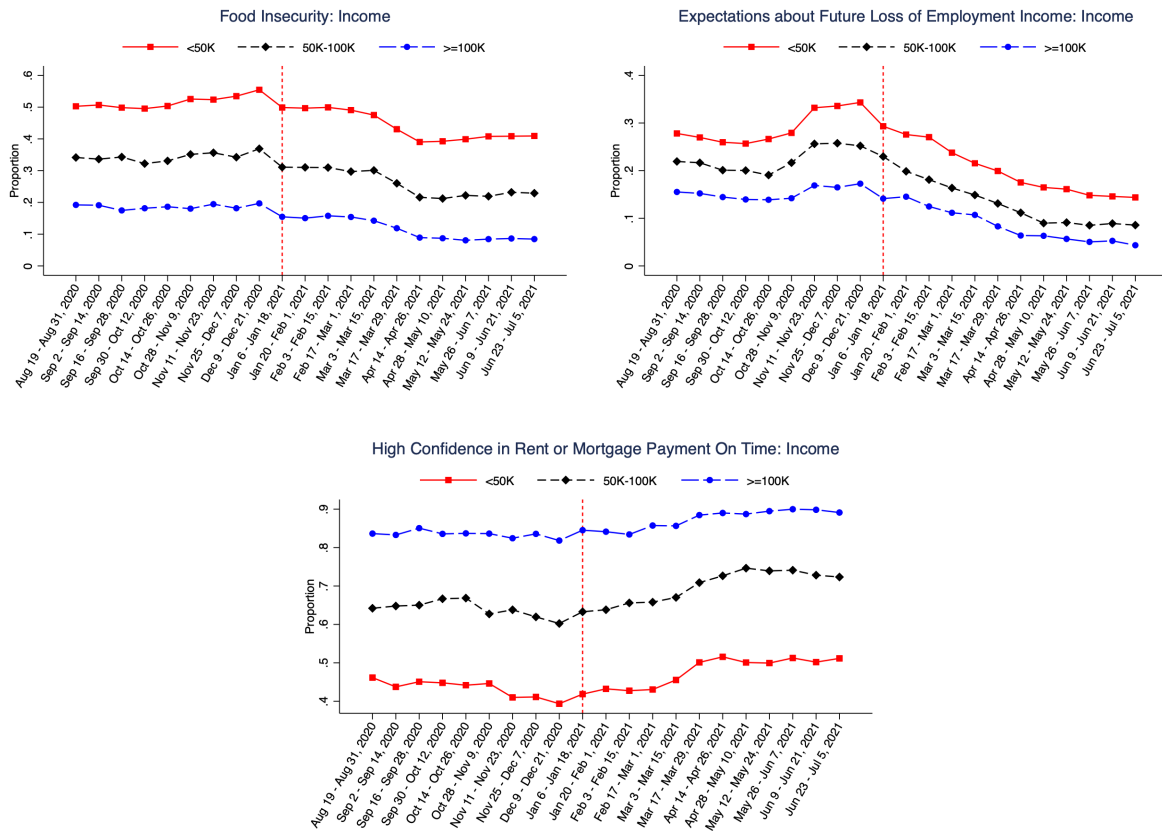 Food Insecurity: Income
<50K 50K-100K >=100K
Proportion
.6
.5
.4
.3
.2
.1
0
Aug 19 - Aug 31, 2020
Sep 2 - Sep 14, 2020
Sep 16 - Sep 28, 2020
Sep 30 - Oct 12, 2020
Oct 14 - Oct 26, 2020
Oct 28 - Nov 9, 2020
Nov 11 - Nov 23, 2020
Nov 25 - Dec 7, 2020
Dec 9 - Dec 21, 2020
Jan 6 - Jan 18, 2021
Jan 20 - Feb 1, 2021
Feb 3 - Feb 15, 2021
Feb 17 - Mar 1, 2021
Mar 3 - Mar 15, 2021
Mar 17 - Mar 29, 2021
Apr 14 - Apr 26, 2021
Apr 28 - May 10, 2021
May 12 - May 24, 2021
May 26 - Jun 7, 2021
Jun 9 - Jun 21, 2021
Jun 23 - Jul 5, 2021
Expectations about Future Loss of Employment Income: Income
<50K 50K-100K >=100K
Proportion
.4
.3
.2
.1
0
Aug 19 - Aug 31, 2020
Sep 2 - Sep 14, 2020
Sep 16 - Sep 28, 2020
Sep 30 - Oct 12, 2020
Oct 14 - Oct 26, 2020
Oct 28 - Nov 9, 2020
Nov 11 - Nov 23, 2020
Nov 25 - Dec 7, 2020
Dec 9 - Dec 21, 2020
Jan 6 - Jan 18, 2021
Jan 20 - Feb 1, 2021
Feb 3 - Feb 15, 2021
Feb 17 - Mar 1, 2021
Mar 3 - Mar 15, 2021
Mar 17 - Mar 29, 2021
Apr 14 - Apr 26, 2021
Apr 28 - May 10, 2021
May 12 - May 24, 2021
May 26 - Jun 7, 2021
Jun 9 - Jun 21, 2021
Jun 23 - Jul 5, 2021
High Confidence in Rent or Mortgage Payment On Time: Income
<50K 50K-100K >=100K
Proportion
.9
.8
.7
.6
.5
.4
Aug 19 - Aug 31, 2020
Sep 2 - Sep 14, 2020
Sep 16 - Sep 28, 2020
Sep 30 - Oct 12, 2020
Oct 14 - Oct 26, 2020
Oct 28 - Nov 9, 2020
Nov 11 - Nov 23, 2020
Nov 25 - Dec 7, 2020
Dec 9 - Dec 21, 2020
Jan 6 - Jan 18, 2021
Jan 20 - Feb 1, 2021
Feb 3 - Feb 15, 2021
Feb 17 - Mar 1, 2021
Mar 3 - Mar 15, 2021
Mar 17 - Mar 29, 2021
Apr 14 - Apr 26, 2021
Apr 28 - May 10, 2021
May 12 - May 24, 2021
May 26 - Jun 7, 2021
Jun 9 - Jun 21, 2021
Jun 23 - Jul 5, 2021